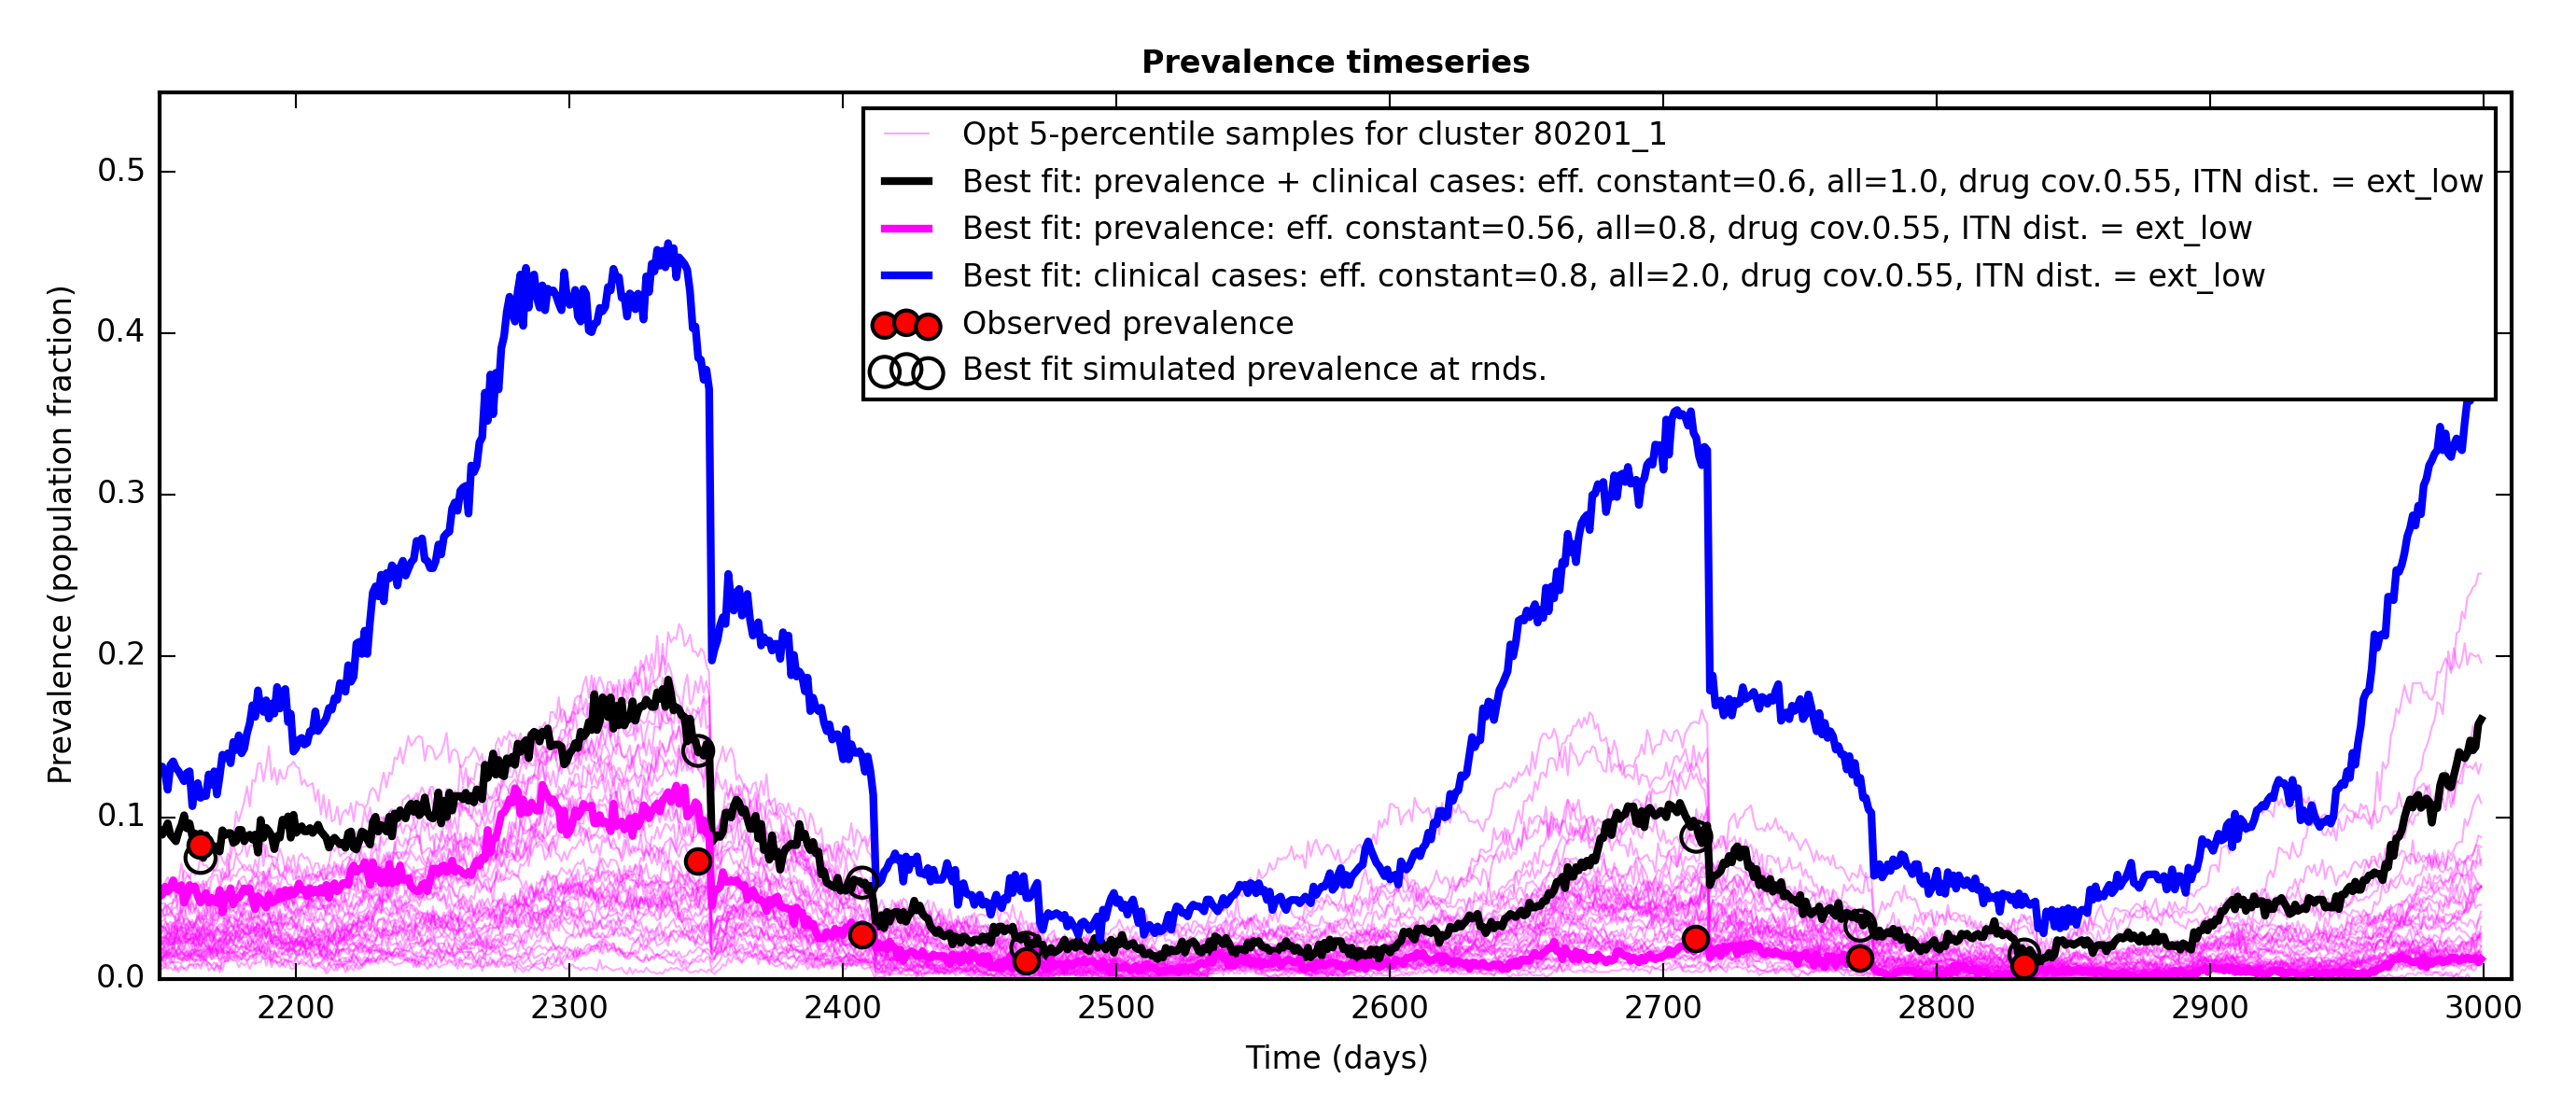 Prevalence timeseries
Opt 5-percentile samples for cluster 80201_1
Best fit: prevalence + clinical cases: eff. constant=0.6, all=1.0, drug cov.0.55, ITN dist. = ext_low
Best fit: prevalence: eff. constant=0.56, all=0.8, drug cov.0.55, ITN dist. = ext_low
Best fit: clinical cases: eff. constant=0.8, all=2.0, drug cov.0.55, ITN dist. = ext_low
Observed prevalence
Best fit simulated prevalence at rnds.
Prevalence (population fraction)
0.5
0.4
0.3
0.2
0.1
0.0
2200 2300 2400 2500 2600 2700 2800 2900 3000
Time (days)